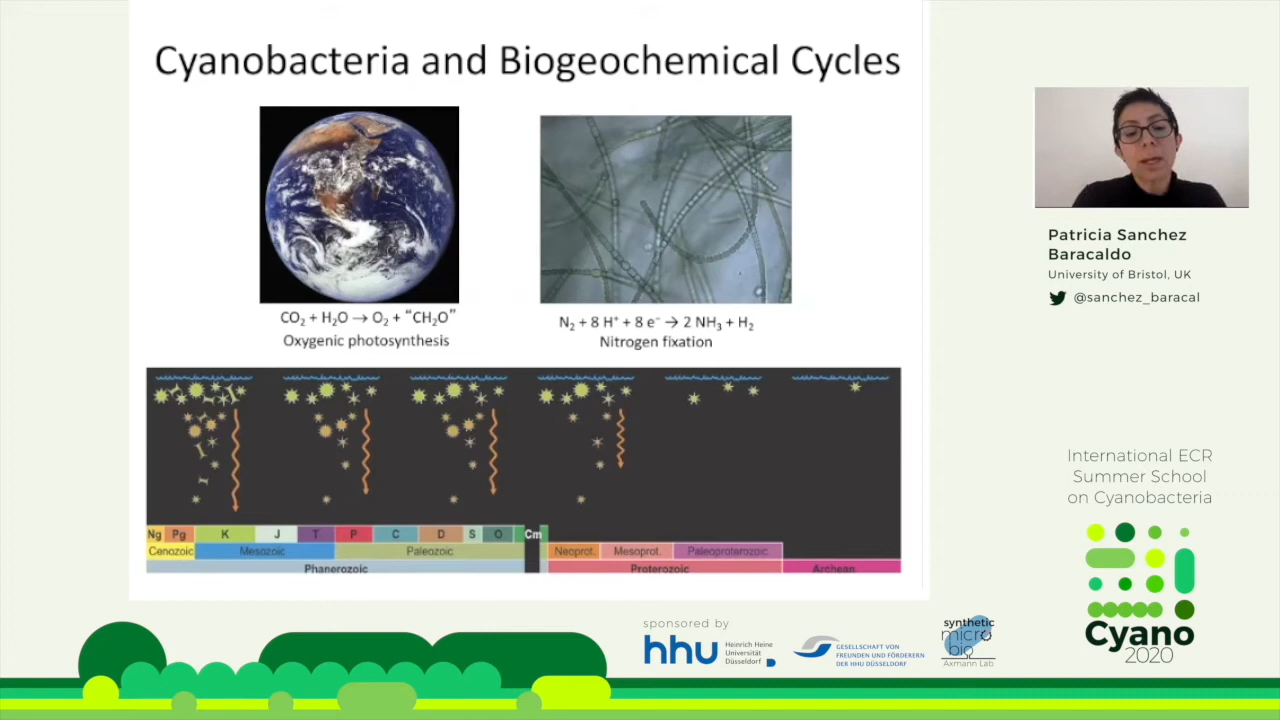 Cyanobacteria and Biogeochemical Cycles
CO₂ + H₂O → O₂ + “CH₂O”
Oxygenic photosynthesis
N₂ + 8 H⁺ + 8 e⁻ → 2 NH₃ + H₂
Nitrogen fixation
Ng Pg K J T P C D S O Cm
Cenozoic Mesozoic Paleozoic Neoprot. Mesoprot. Paleoproterozoic
Phanerozoic Proterozoic Archean
Patricia Sanchez
Baracaldo
University of Bristol, UK
@sanchez_baracal
International ECR
Summer School
on Cyanobacteria
Cyano
2020
sponsored by
hhu Heinrich Heine
Universität
Düsseldorf
GESELLSCHAFT VON
FREUNDEN UND FÖRDERERN
DER HHU DÜSSELDORF
synthetic
micro
bio
Axmann Lab